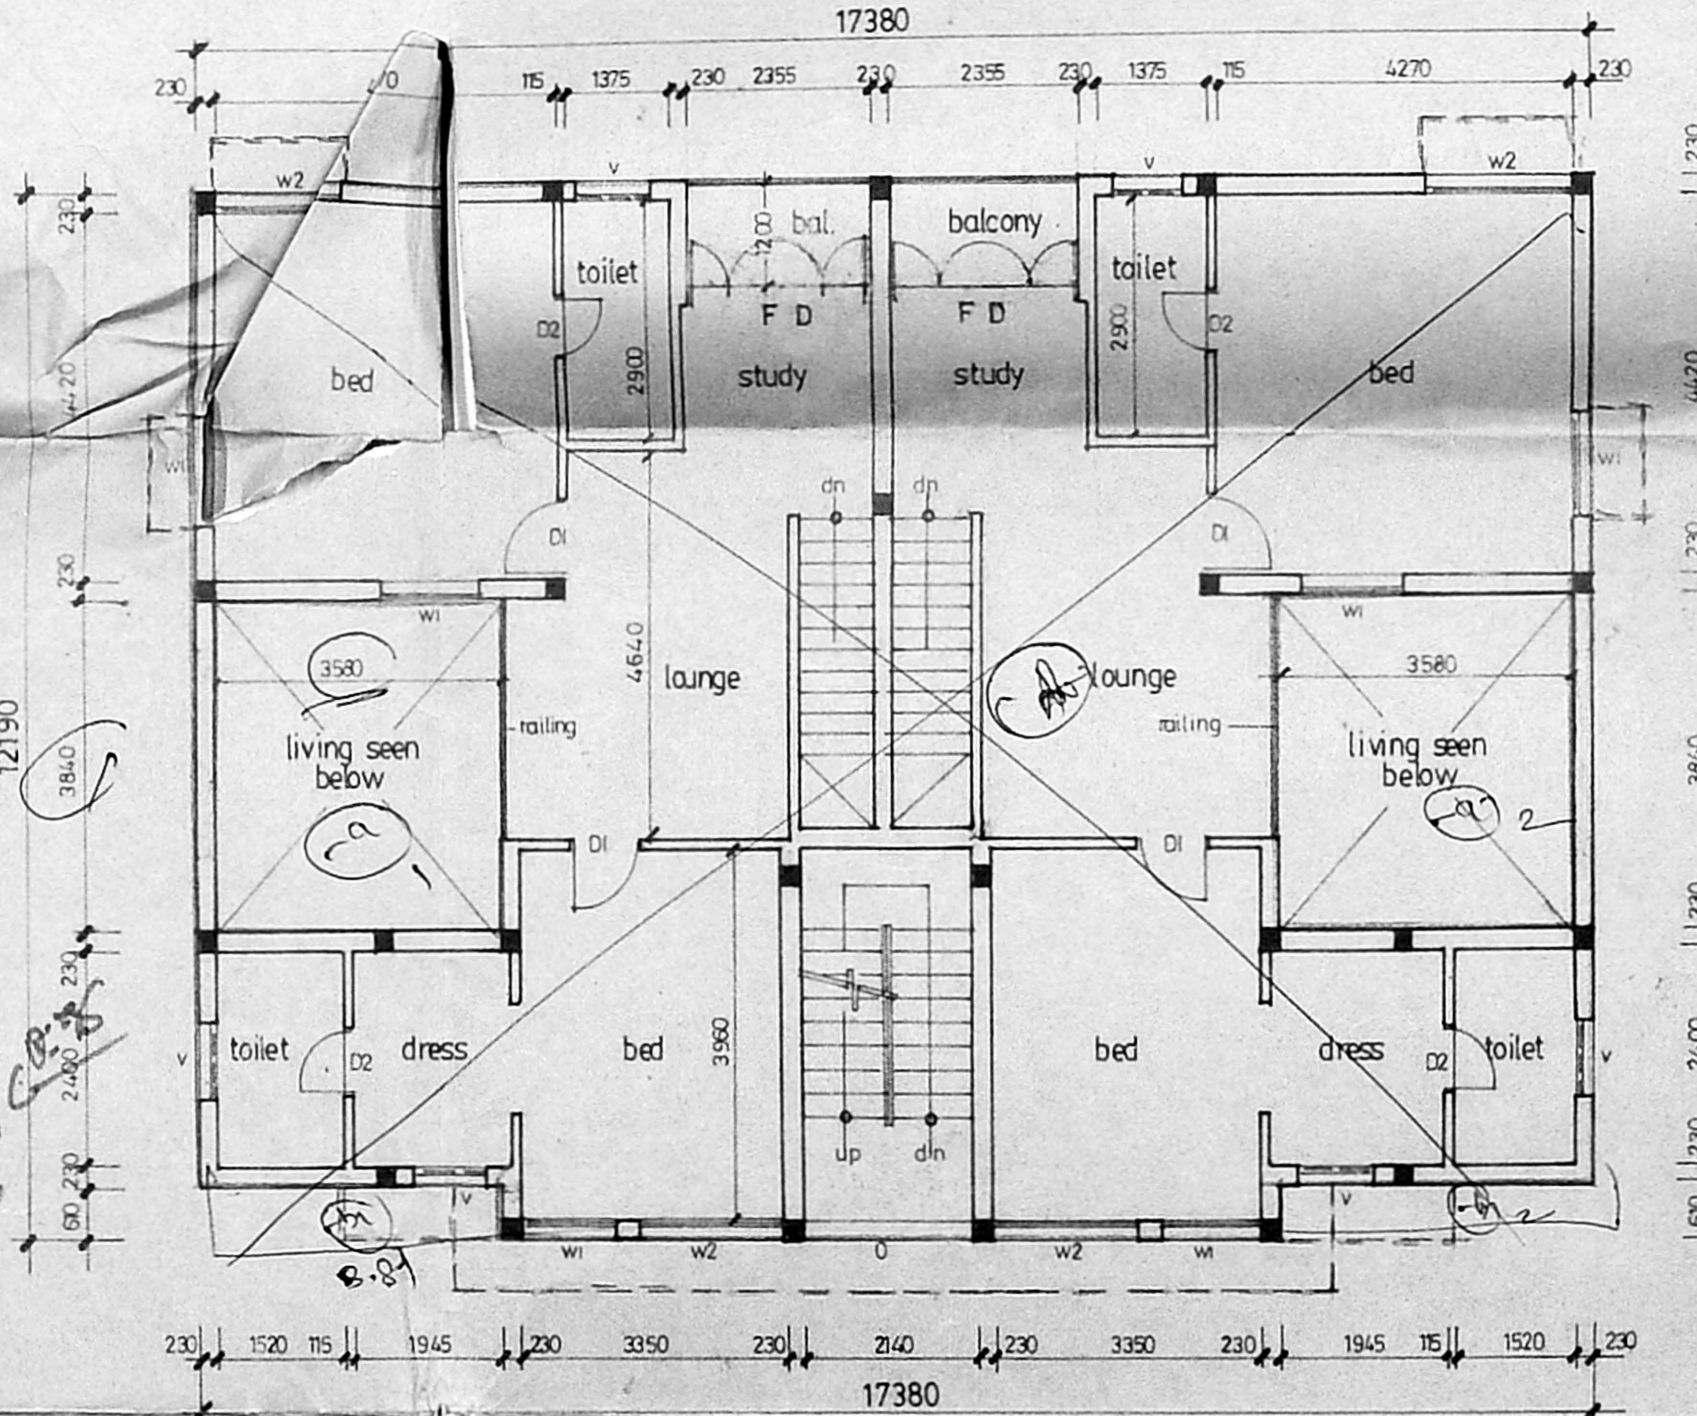 17380
230 115 1375 230 2355 230 2355 230 1375 115 4270 230
w2 v v w2
230 230
1200 bal. balcony
toilet toilet
D2 F D F D D2
2900 study study 2900
bed bed
4420 4420
w1 w1
dn dn
D1 D1
230 230
w1 w1
4640
3580 lounge lounge 3580
railing railing
living seen living seen
below below
12190
3840 3840
D1 D1
230 230
toilet dress bed bed dress toilet
v D2 3960 D2 v
2400 2400
up dn
230 230
v v
610 610
w1 w2 O w2 w1
230 1520 115 1945 230 3350 230 2140 230 3350 230 1945 115 1520 230
17380